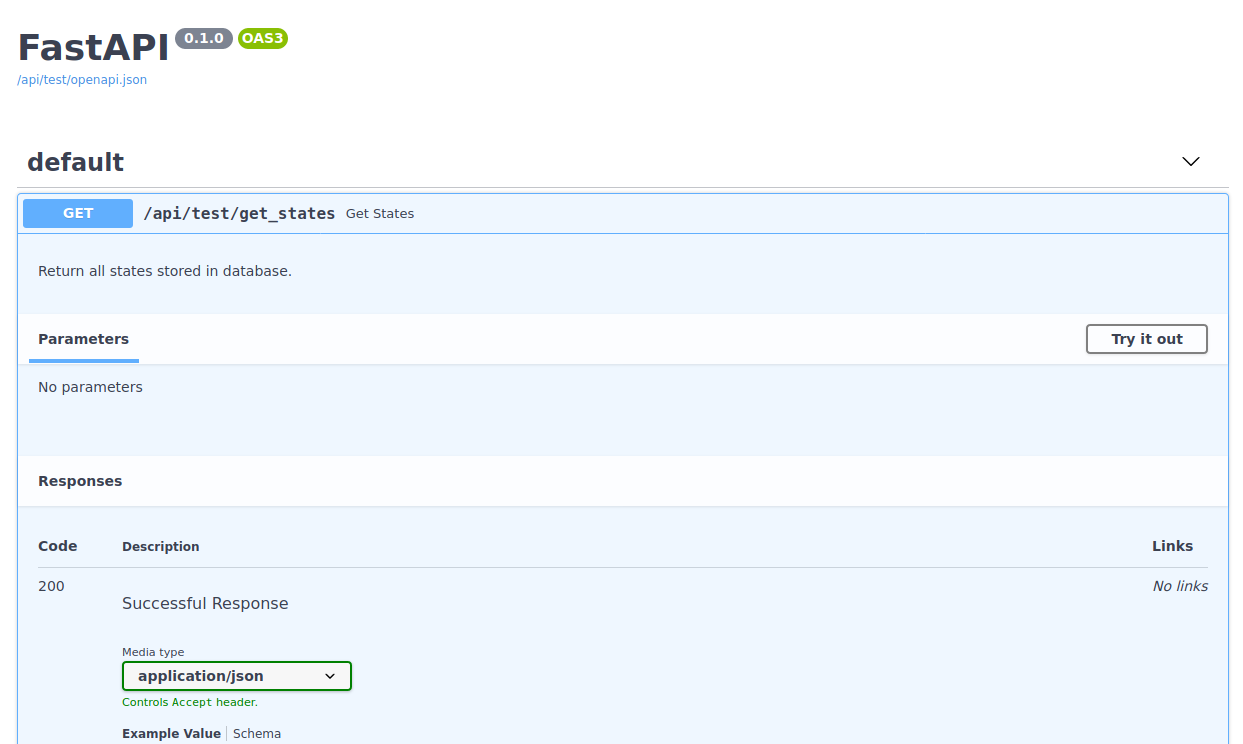 FastAPI 0.1.0 OAS3
/api/test/openapi.json
default
GET /api/test/get_states Get States
Return all states stored in database.
Parameters Try it out
No parameters
Responses
Code Description Links
200 No links
Successful Response
Media type
application/json
Controls Accept header.
Example Value Schema